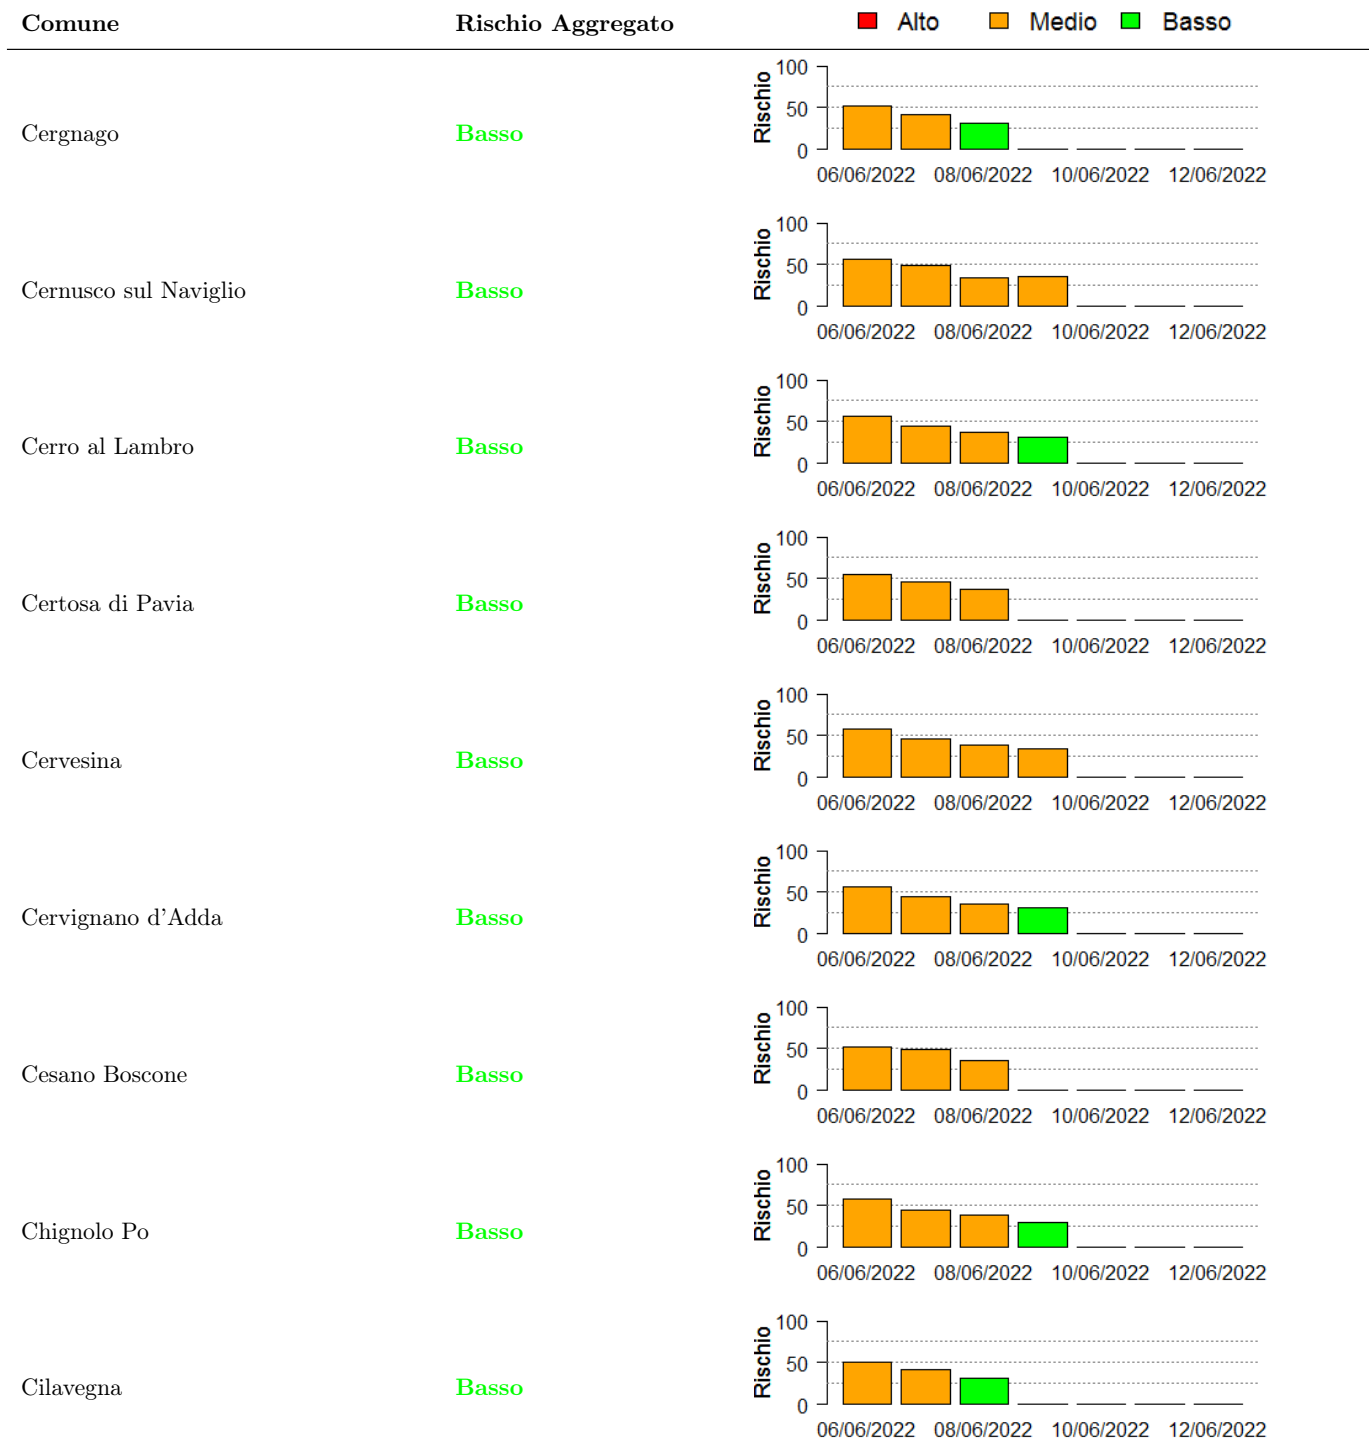 Comune Rischio Aggregato Alto Medio Basso
100
50
0
Rischio
Cergnago Basso
06/06/2022 08/06/2022 10/06/2022 12/06/2022
100
50
0
Rischio
Cernusco sul Naviglio Basso
06/06/2022 08/06/2022 10/06/2022 12/06/2022
100
50
0
Rischio
Cerro al Lambro Basso
06/06/2022 08/06/2022 10/06/2022 12/06/2022
100
50
0
Rischio
Certosa di Pavia Basso
06/06/2022 08/06/2022 10/06/2022 12/06/2022
100
50
0
Rischio
Cervesina Basso
06/06/2022 08/06/2022 10/06/2022 12/06/2022
100
50
0
Rischio
Cervignano d'Adda Basso
06/06/2022 08/06/2022 10/06/2022 12/06/2022
100
50
0
Rischio
Cesano Boscone Basso
06/06/2022 08/06/2022 10/06/2022 12/06/2022
100
50
0
Rischio
Chignolo Po Basso
06/06/2022 08/06/2022 10/06/2022 12/06/2022
100
50
0
Rischio
Cilavegna Basso
06/06/2022 08/06/2022 10/06/2022 12/06/2022